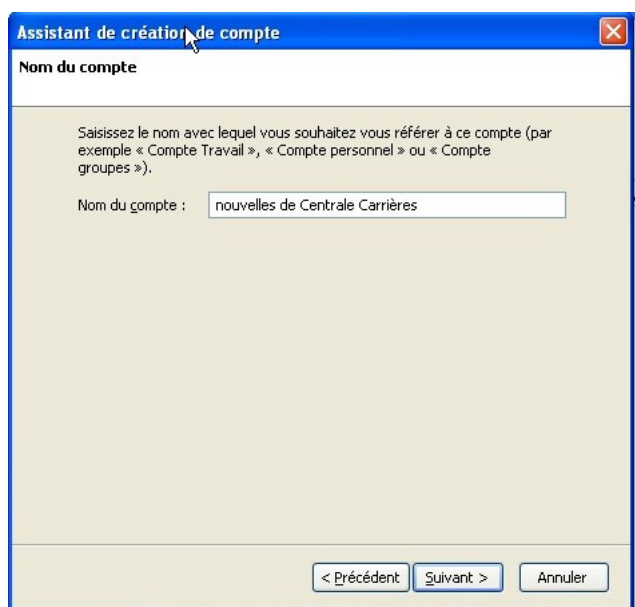 Assistant de création de compte
Nom du compte
Saisissez le nom avec lequel vous souhaitez vous référer à ce compte (par
exemple « Compte Travail », « Compte personnel » ou « Compte
groupes »).
Nom du compte : nouvelles de Centrale Carrières
< Précédent Suivant > Annuler